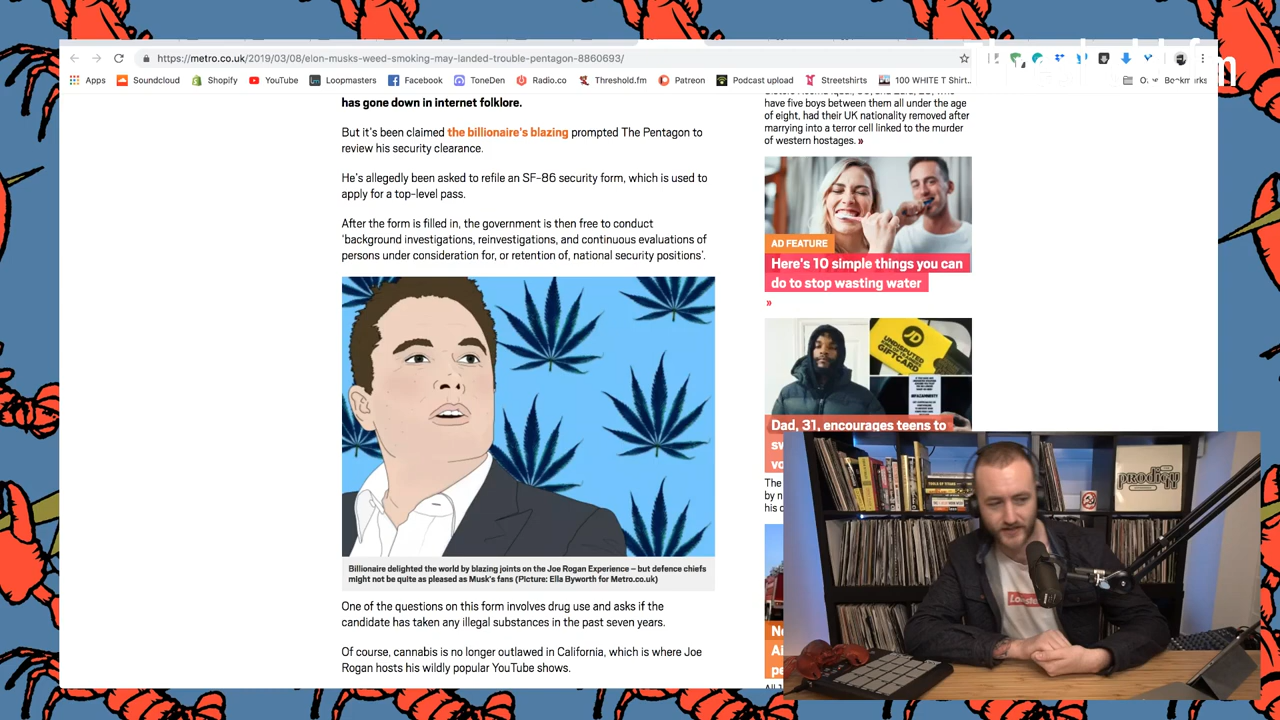 https://metro.co.uk/2019/03/08/elon-musks-weed-smoking-may-landed-trouble-pentagon-8860693/
Apps Soundcloud Shopify YouTube Loopmasters Facebook ToneDen Radio.co Threshold.fm Patreon Podcast upload Streetshirts 100 WHITE T Shirt... Bookmarks
has gone down in internet folklore.
But it's been claimed the billionaire's blazing prompted The Pentagon to
review his security clearance.
He's allegedly been asked to refile an SF-86 security form, which is used to
apply for a top-level pass.
After the form is filled in, the government is then free to conduct
'background investigations, reinvestigations, and continuous evaluations of
persons under consideration for, or retention of, national security positions'.
Billionaire delighted the world by blazing joints on the Joe Rogan Experience – but defence chiefs
might not be quite as pleased as Musk's fans (Picture: Ella Byworth for Metro.co.uk)
One of the questions on this form involves drug use and asks if the
candidate has taken any illegal substances in the past seven years.
Of course, cannabis is no longer outlawed in California, which is where Joe
Rogan hosts his wildly popular YouTube shows.
have five boys between them all under the age
of eight, had their UK nationality removed after
marrying into a terror cell linked to the murder
of western hostages. »
AD FEATURE
Here's 10 simple things you can
do to stop wasting water
»
JD
UNDISPUTED
GIFTCARD
Dad, 31, encourages teens to
The
prodigy